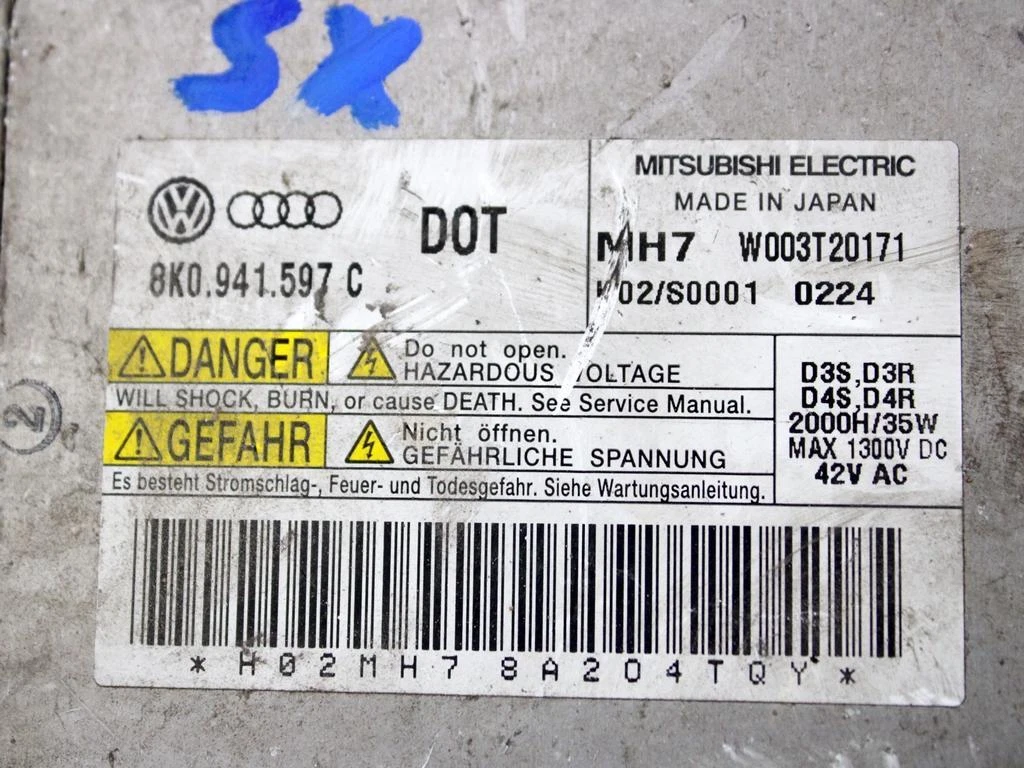 SX
DOT
8K0.941.597 C
MITSUBISHI ELECTRIC
MADE IN JAPAN
MH7 W003T20171
H02/S0001 0224
DANGER Do not open.
HAZARDOUS VOLTAGE
WILL SHOCK, BURN, or cause DEATH. See Service Manual.
GEFAHR Nicht öffnen.
GEFÄHRLICHE SPANNUNG
Es besteht Stromschlag-, Feuer- und Todesgefahr. Siehe Wartungsanleitung.
D3S,D3R
D4S,D4R
2000H/35W
MAX 1300V DC
42V AC
2
*H02MH78A204TQY*